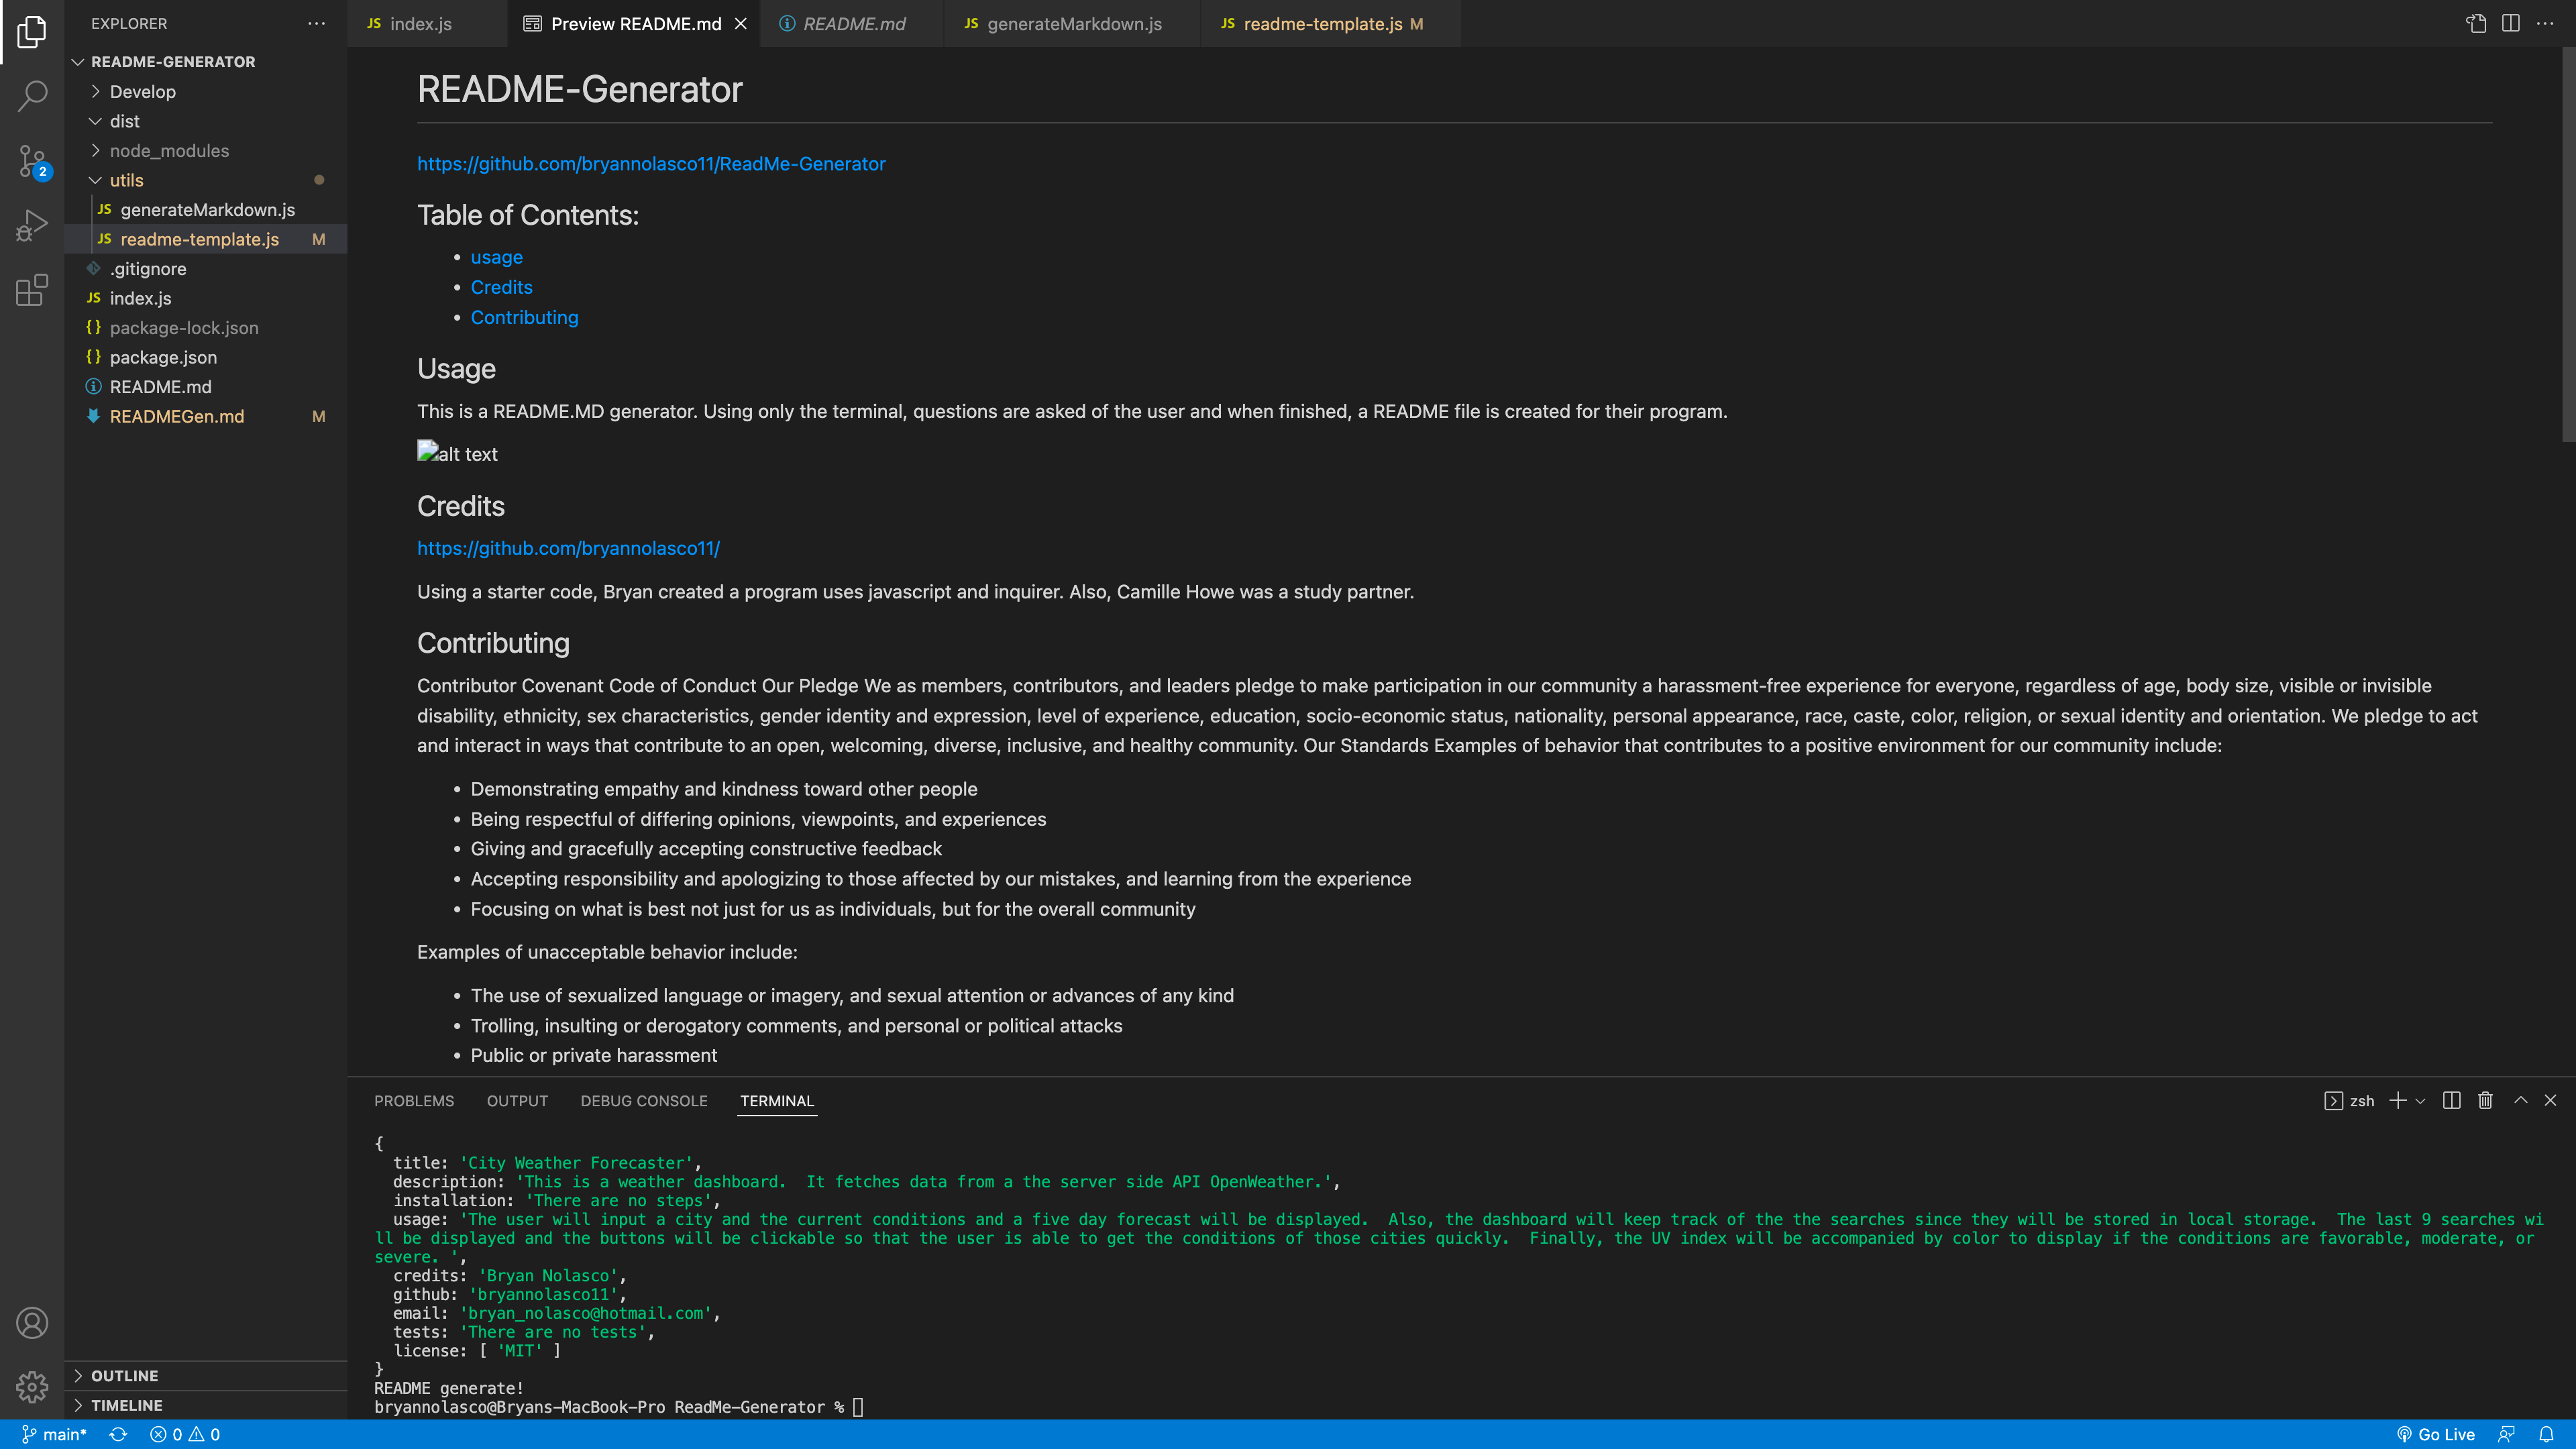 EXPLORER
README-GENERATOR
Develop
dist
node_modules
utils
JS generateMarkdown.js
JS readme-template.js M
.gitignore
JS index.js
{} package-lock.json
{} package.json
README.md
READMEGen.md M
OUTLINE
TIMELINE
2
JS index.js
Preview README.md
README.md
JS generateMarkdown.js
JS readme-template.js M
README-Generator
https://github.com/bryannolasco11/ReadMe-Generator
Table of Contents:
• usage
• Credits
• Contributing
Usage
This is a README.MD generator. Using only the terminal, questions are asked of the user and when finished, a README file is created for their program.
alt text
Credits
https://github.com/bryannolasco11/
Using a starter code, Bryan created a program uses javascript and inquirer. Also, Camille Howe was a study partner.
Contributing
Contributor Covenant Code of Conduct Our Pledge We as members, contributors, and leaders pledge to make participation in our community a harassment-free experience for everyone, regardless of age, body size, visible or invisible
disability, ethnicity, sex characteristics, gender identity and expression, level of experience, education, socio-economic status, nationality, personal appearance, race, caste, color, religion, or sexual identity and orientation. We pledge to act
and interact in ways that contribute to an open, welcoming, diverse, inclusive, and healthy community. Our Standards Examples of behavior that contributes to a positive environment for our community include:
• Demonstrating empathy and kindness toward other people
• Being respectful of differing opinions, viewpoints, and experiences
• Giving and gracefully accepting constructive feedback
• Accepting responsibility and apologizing to those affected by our mistakes, and learning from the experience
• Focusing on what is best not just for us as individuals, but for the overall community
Examples of unacceptable behavior include:
• The use of sexualized language or imagery, and sexual attention or advances of any kind
• Trolling, insulting or derogatory comments, and personal or political attacks
• Public or private harassment
PROBLEMS OUTPUT DEBUG CONSOLE TERMINAL
zsh
{
title: 'City Weather Forecaster',
description: 'This is a weather dashboard.  It fetches data from a the server side API OpenWeather.',
installation: 'There are no steps',
usage: 'The user will input a city and the current conditions and a five day forecast will be displayed.  Also, the dashboard will keep track of the the searches since they will be stored in local storage.  The last 9 searches wi
ll be displayed and the buttons will be clickable so that the user is able to get the conditions of those cities quickly.  Finally, the UV index will be accompanied by color to display if the conditions are favorable, moderate, or
severe. ',
credits: 'Bryan Nolasco',
github: 'bryannolasco11',
email: 'bryan_nolasco@hotmail.com',
tests: 'There are no tests',
license: [ 'MIT' ]
}
README generate!
bryannolasco@Bryans-MacBook-Pro ReadMe-Generator %
main* 0 0 Go Live